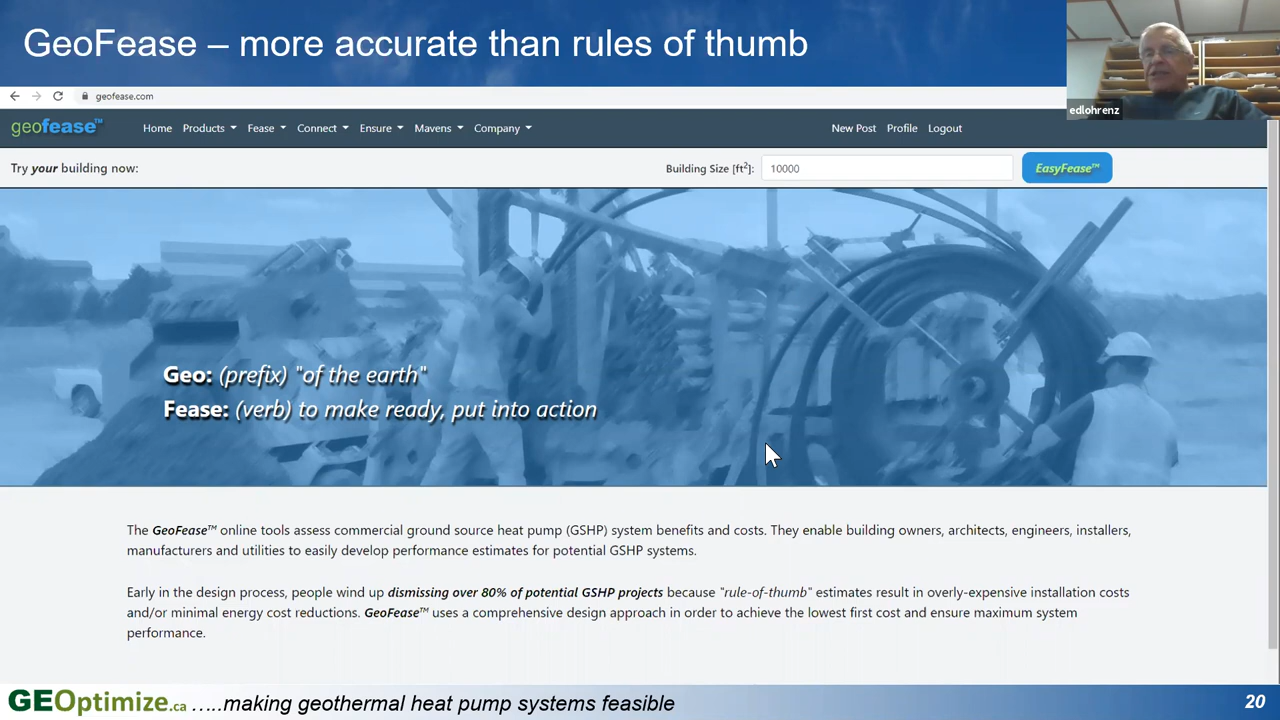 GeoFease – more accurate than rules of thumb
edlohrenz
geofease.com
geofease™
Home Products Fease Connect Ensure Mavens Company New Post Profile Logout
Try your building now: Building Size [ft²]: 10000 EasyFease™
Geo: (prefix) "of the earth"
Fease: (verb) to make ready, put into action
The GeoFease™ online tools assess commercial ground source heat pump (GSHP) system benefits and costs. They enable building owners, architects, engineers, installers,
manufacturers and utilities to easily develop performance estimates for potential GSHP systems.
Early in the design process, people wind up dismissing over 80% of potential GSHP projects because "rule-of-thumb" estimates result in overly-expensive installation costs
and/or minimal energy cost reductions. GeoFease™ uses a comprehensive design approach in order to achieve the lowest first cost and ensure maximum system
performance.
GEOptimize.ca …..making geothermal heat pump systems feasible 20